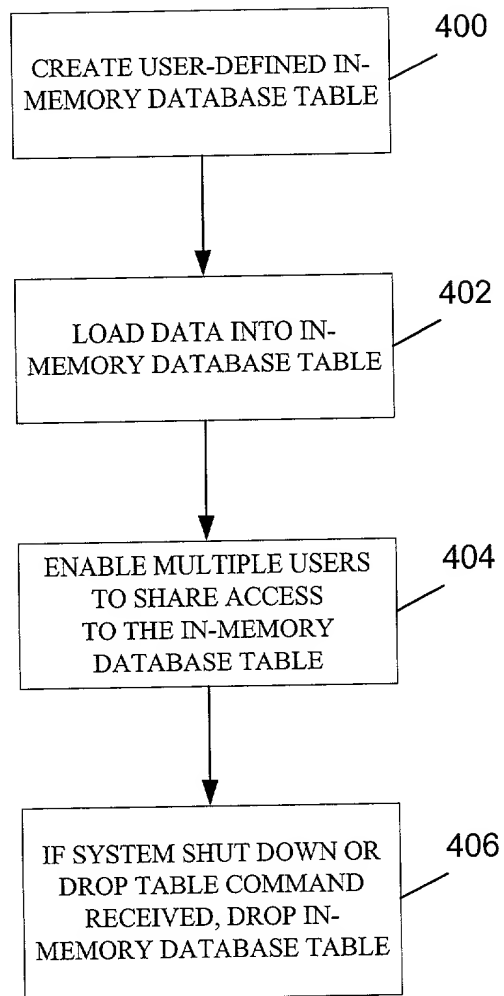 400
CREATE USER-DEFINED IN-
MEMORY DATABASE TABLE
402
LOAD DATA INTO IN-
MEMORY DATABASE TABLE
404
ENABLE MULTIPLE USERS
TO SHARE ACCESS
TO THE IN-MEMORY
DATABASE TABLE
406
IF SYSTEM SHUT DOWN OR
DROP TABLE COMMAND
RECEIVED, DROP IN-
MEMORY DATABASE TABLE